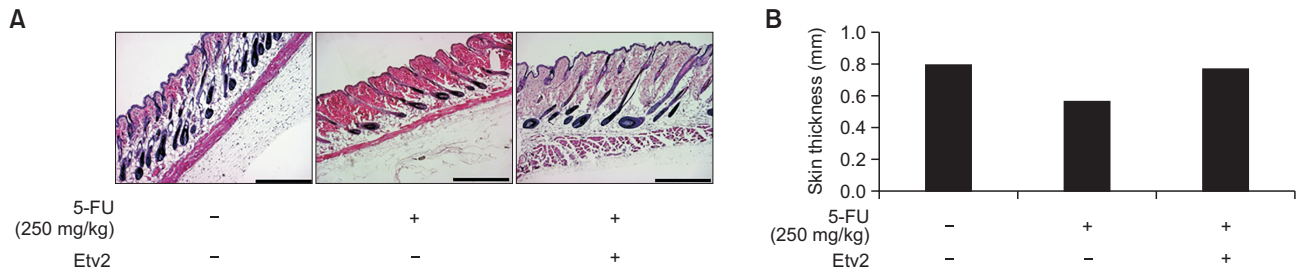 A
5-FU
(250 mg/kg)
–
+
+
Etv2
–
–
+
B
Skin thickness (mm)
1.0
0.8
0.6
0.4
0.2
0.0
5-FU
(250 mg/kg)
–
+
+
Etv2
–
–
+